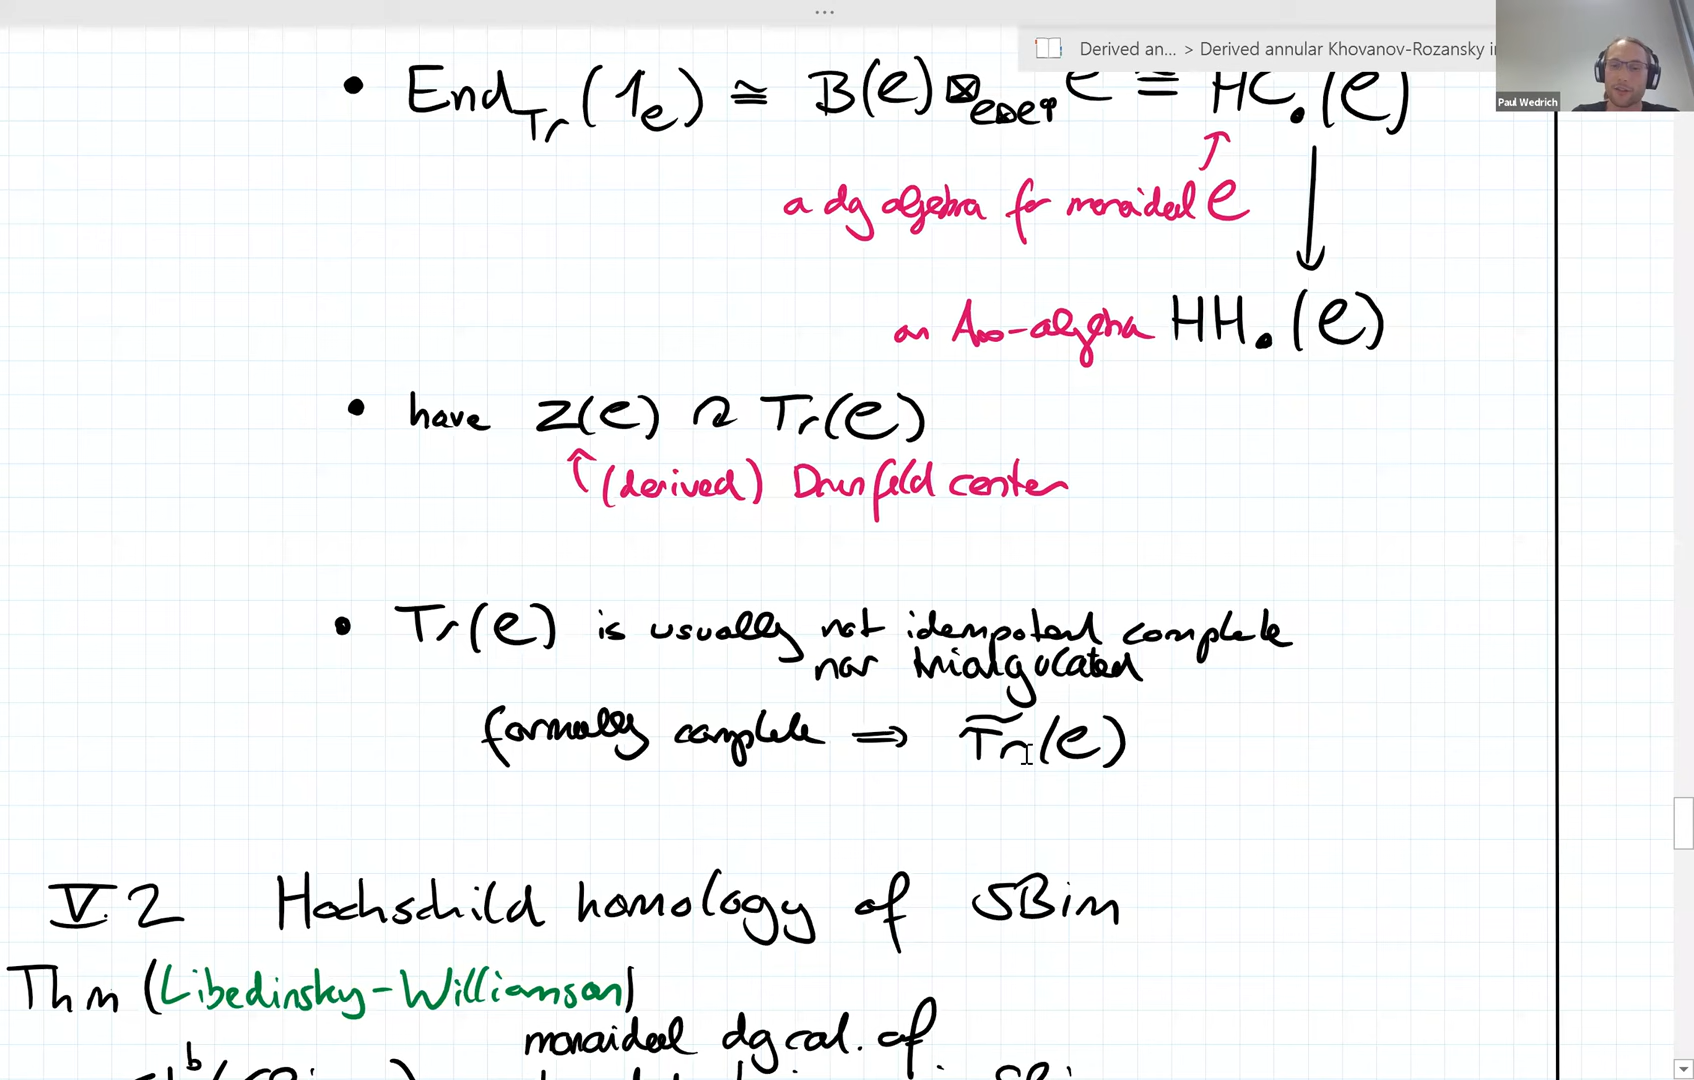 Derived an... > Derived annular Khovanov-Rozansky in
Paul Wedrich
• End_Tr(1_e) ≅ B(e) ⊠_{e⊠e^op} e ≅ HC.(e)
a dg algebra for monoidal e
an A∞-algebra HH.(e)
• have Z(e) ↷ Tr(e)
(derived) Drinfeld center
• Tr(e) is usually not idempotent complete
nor triangulated
formally complete ⇒ T̃r(e)
V.2 Hochschild homology of SBim
Thm (Libedinsky-Williamson)
monoidal dg cat. of